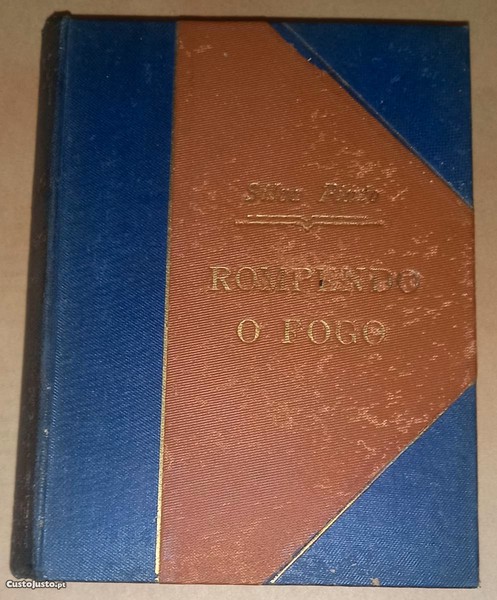 Silva Pinto
ROMPENDO
O FOGO
CustoJusto.pt